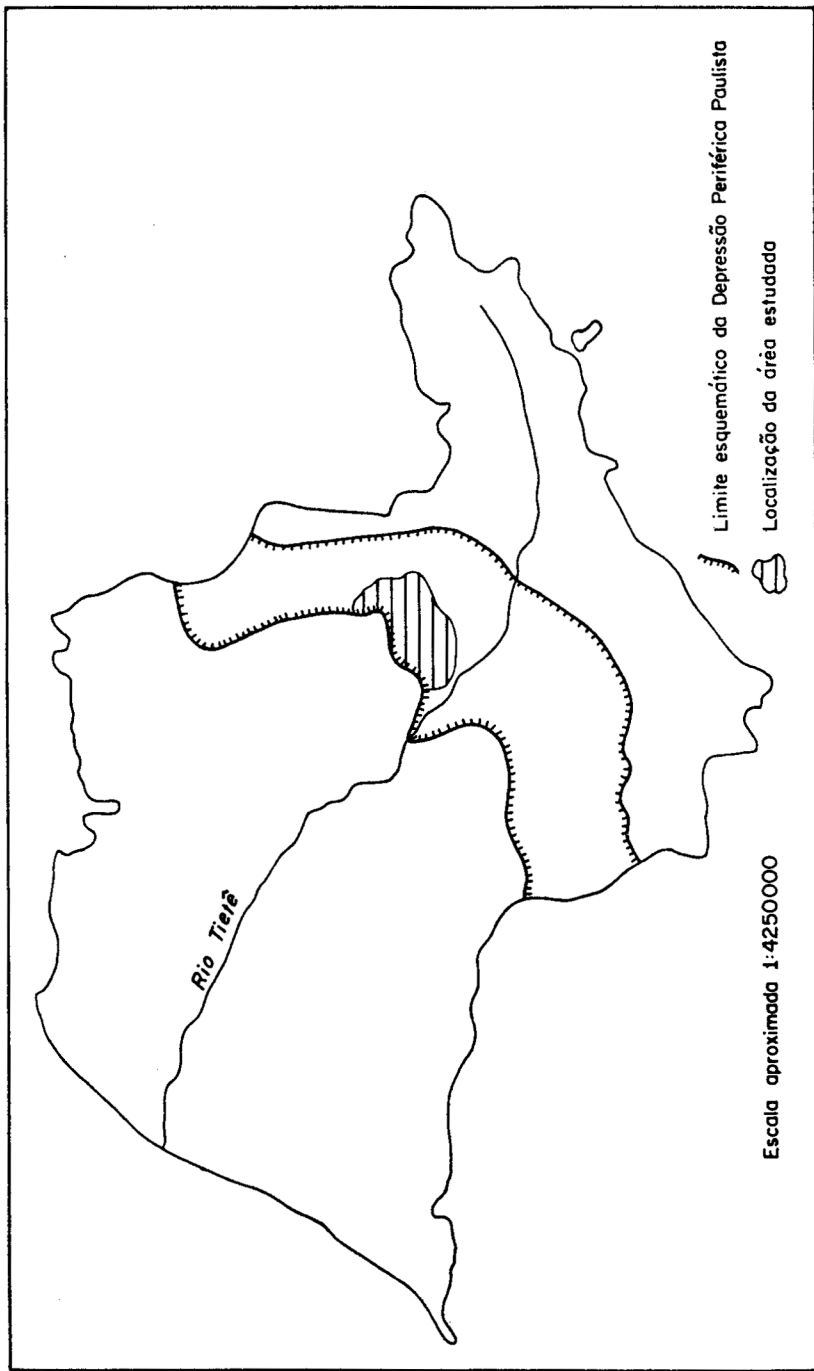 Rio Tietê
Limite esquemático da Depressão Periférica Paulista
Localização da área estudada
Escala aproximada 1:4250000